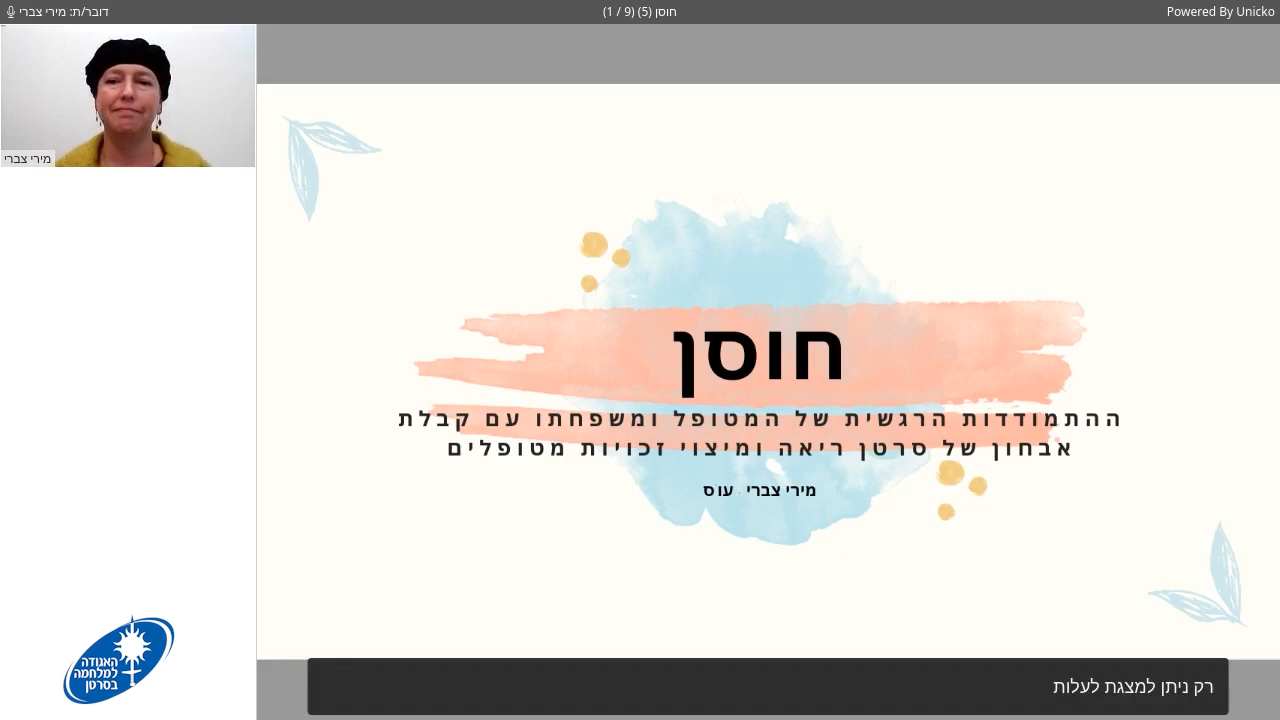 דובר/ת: מירי צברי
חוסן (5) (9 / 1)
Powered By Unicko
מירי צברי
חוסן
ההתמודדות הרגשית של המטופל ומשפחתו עם קבלת
אבחון של סרטן ריאה ומיצוי זכויות מטופלים
מירי צברי - עוס
האגודה
למלחמה
בסרטן
רק ניתן למצגת לעלות